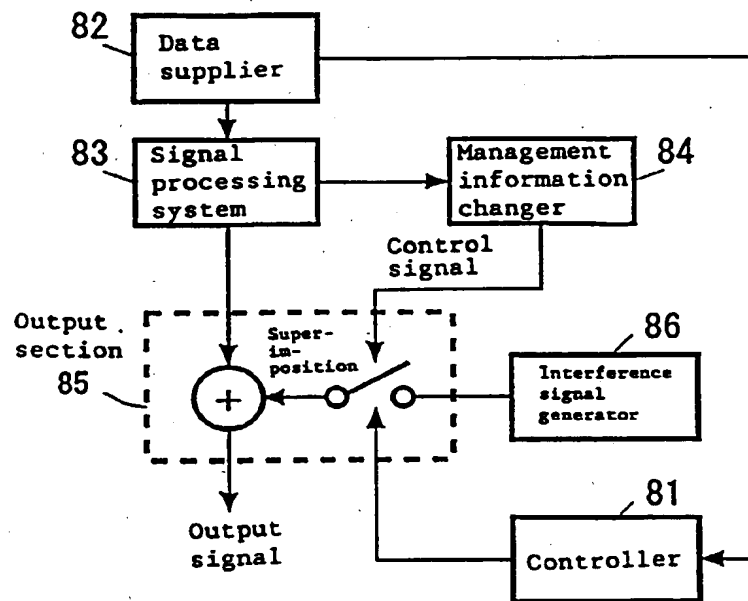 82
Data
supplier
83
Signal
processing
system
Management
information
changer
84
Control
signal
Output
section
85
Super-
im-
position
+
86
Interference
signal
generator
Output
signal
81
Controller